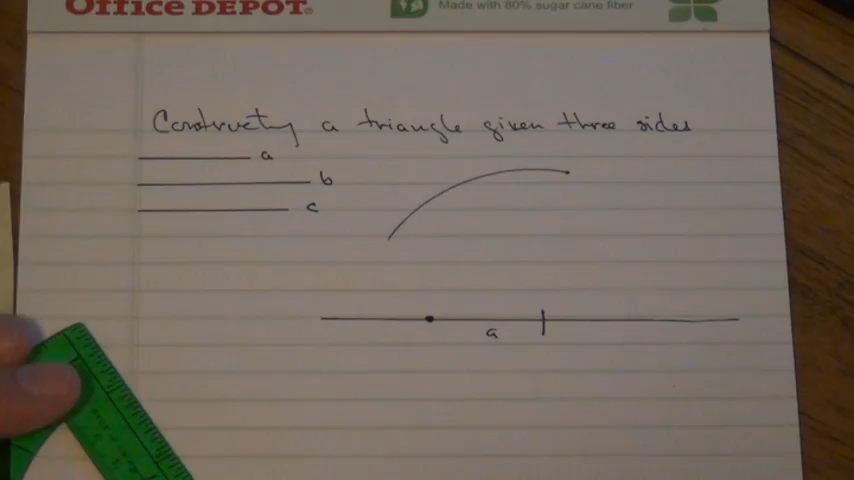 Office DEPOT®
Made with 80% sugar cane fiber
Constructing a triangle given three sides
a
b
c
a